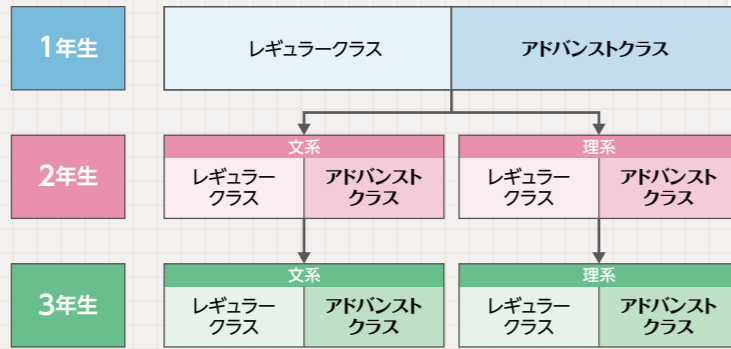 1年生
レギュラークラス
アドバンストクラス
文系
理系
2年生
レギュラー
クラス
アドバンスト
クラス
レギュラー
クラス
アドバンスト
クラス
文系
理系
3年生
レギュラー
クラス
アドバンスト
クラス
レギュラー
クラス
アドバンスト
クラス